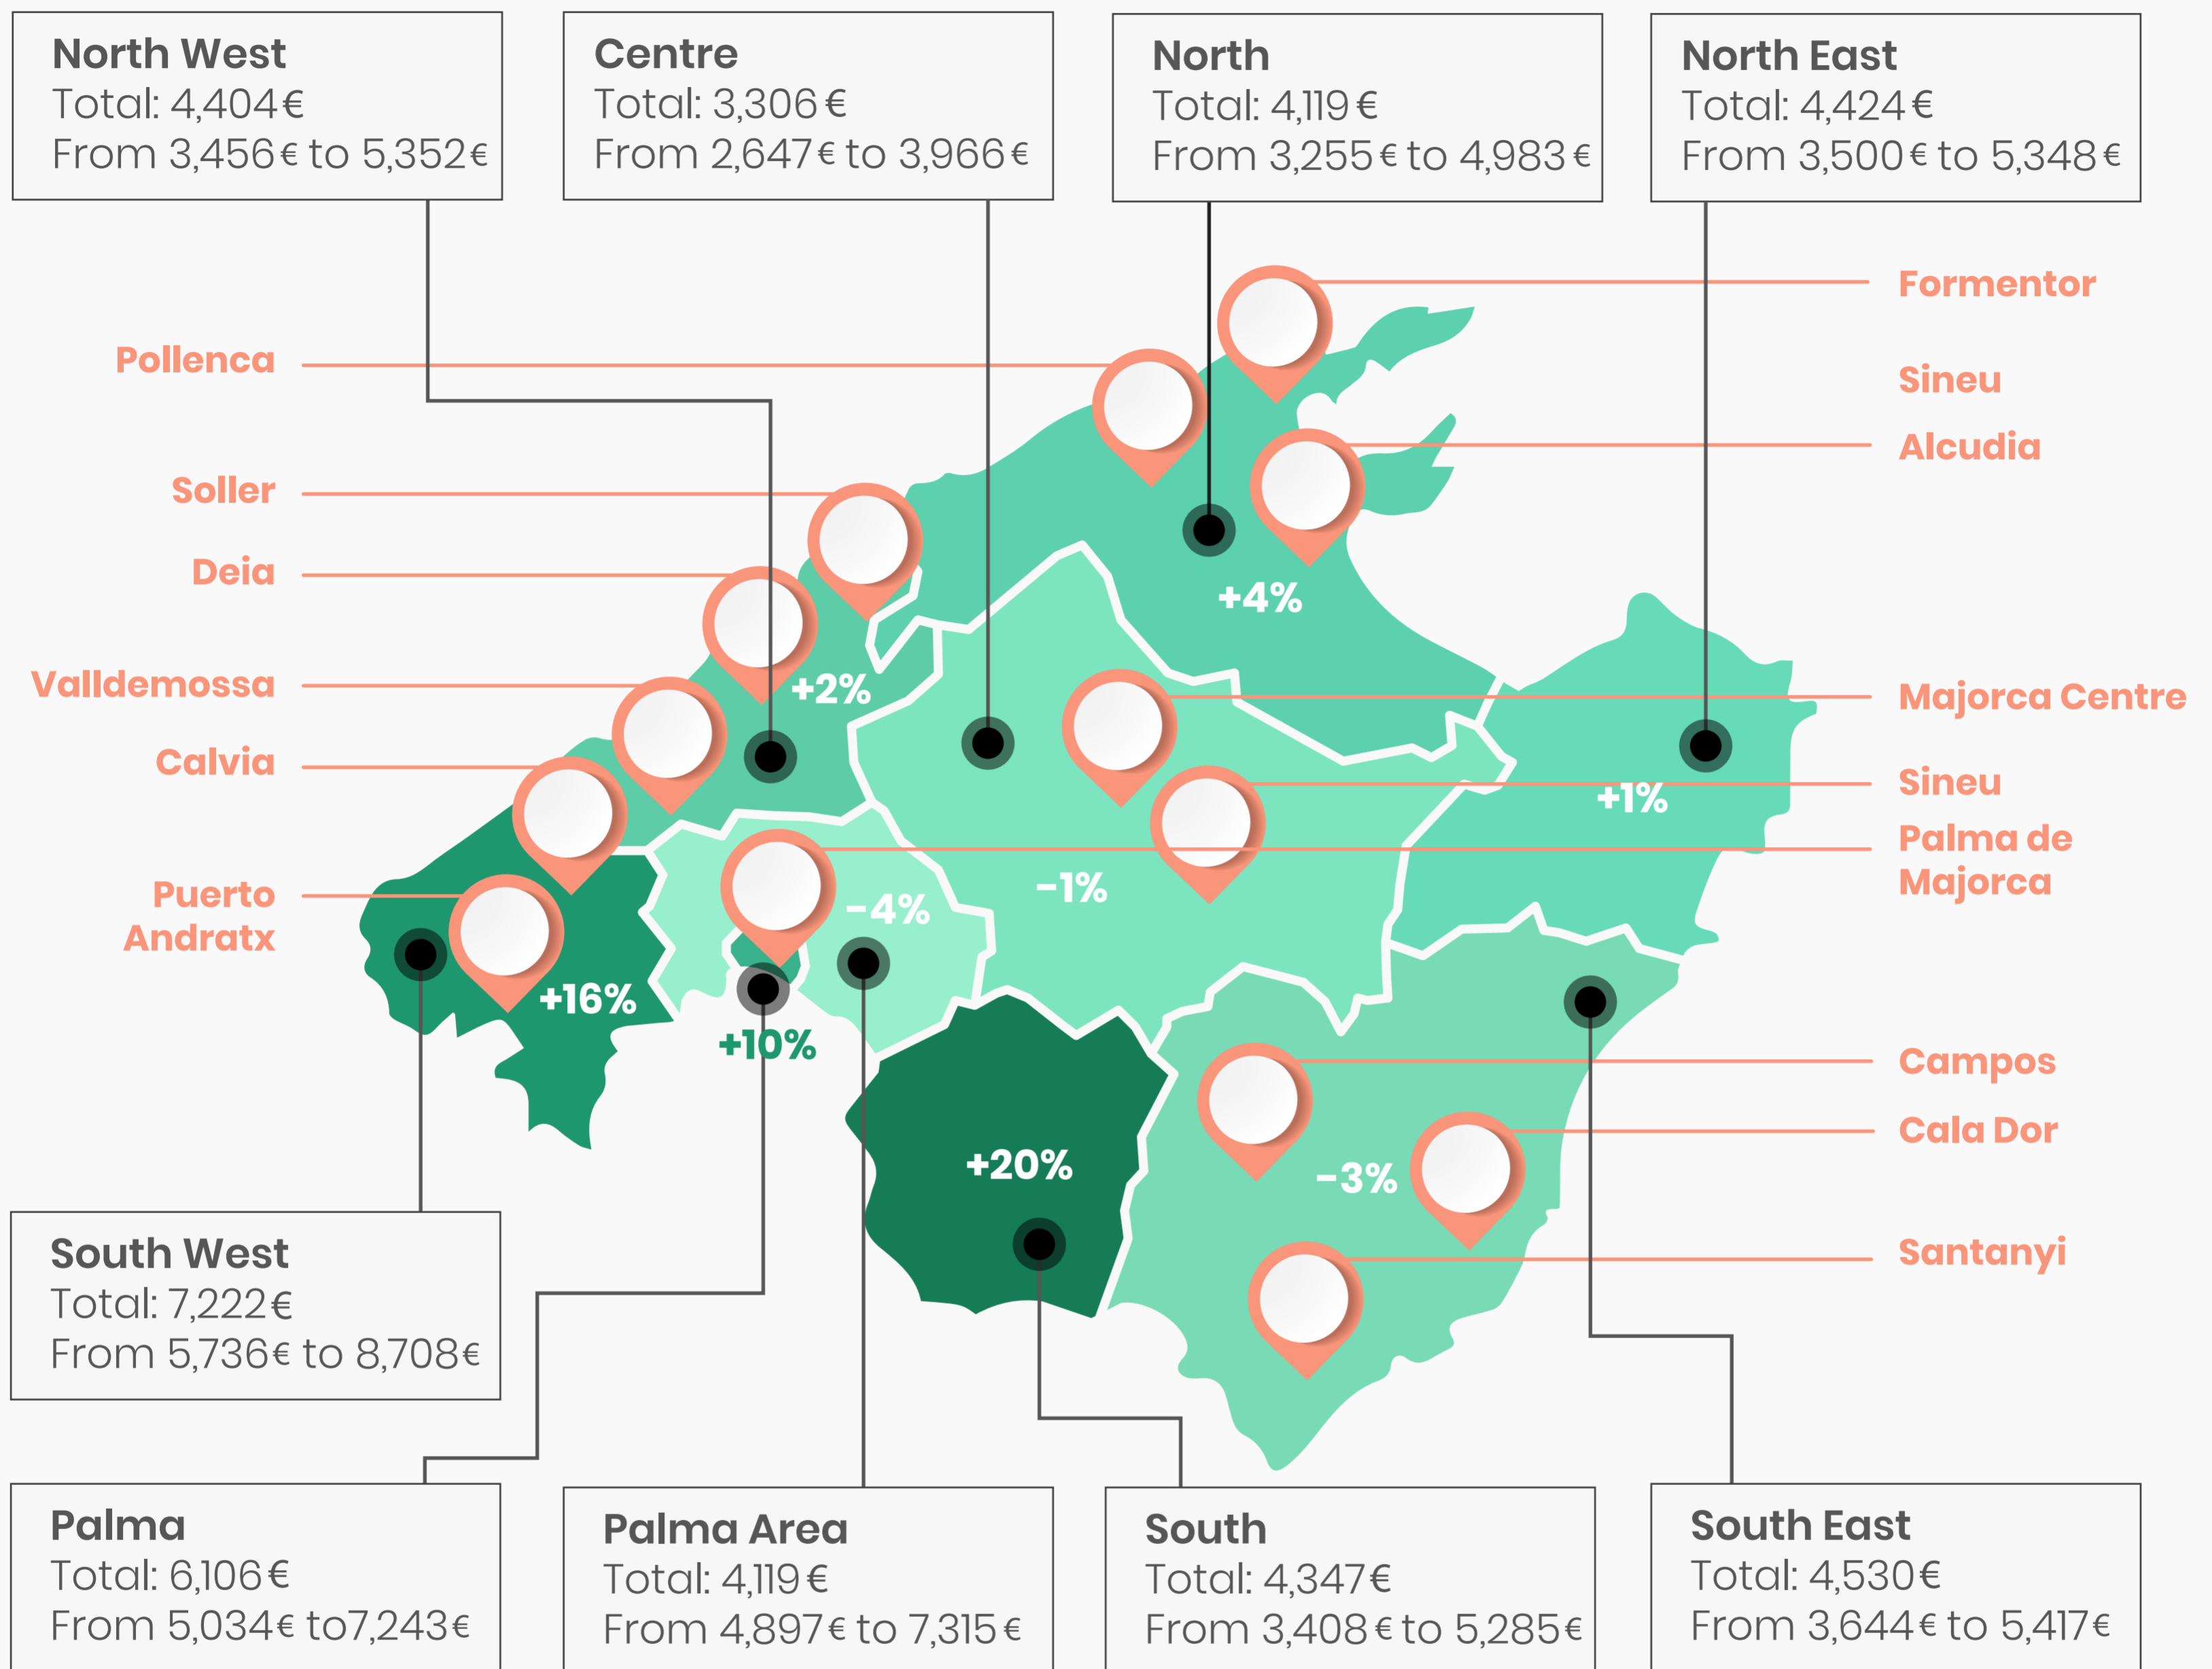 North West
Total: 4,404€
From 3,456€ to 5,352€
Centre
Total: 3,306€
From 2,647€ to 3,966€
North
Total: 4,119€
From 3,255€ to 4,983€
North East
Total: 4,424€
From 3,500€ to 5,348€
Formentor
Pollenca
Sineu
Alcudia
Soller
Deia
+4%
Valldemossa
+2%
Majorca Centre
Calvia
Sineu
+1%
Palma de
Majorca
Puerto
Andratx
-1%
-4%
+16%
+10%
Campos
Cala Dor
+20%
-3%
Santanyi
South West
Total: 7,222€
From 5,736€ to 8,708€
Palma
Total: 6,106€
From 5,034€ to7,243€
Palma Area
Total: 4,119€
From 4,897€ to 7,315€
South
Total: 4,347€
From 3,408€ to 5,285€
South East
Total: 4,530€
From 3,644€ to 5,417€